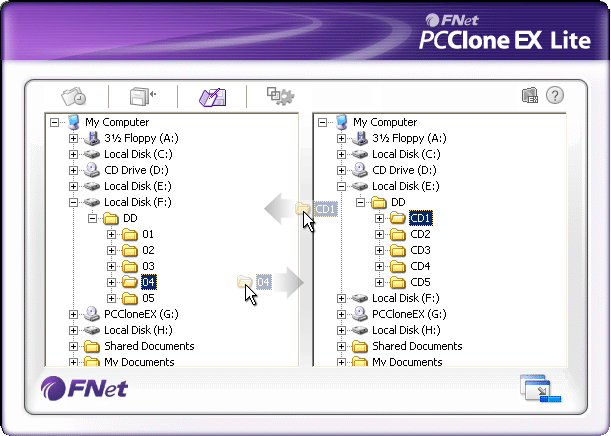 FNet
PCClone EX Lite
My Computer
3½ Floppy (A:)
Local Disk (C:)
CD Drive (D:)
Local Disk (E:)
Local Disk (F:)
DD
01
02
03
04
05
PCCloneEX (G:)
Local Disk (H:)
Shared Documents
My Documents
CD1
04
My Computer
3½ Floppy (A:)
Local Disk (C:)
CD Drive (D:)
Local Disk (E:)
DD
CD1
CD2
CD3
CD4
CD5
Local Disk (F:)
PCCloneEX (G:)
Local Disk (H:)
Shared Documents
My Documents
FNet